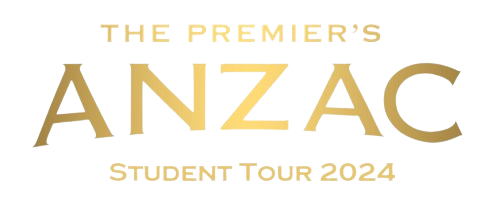 THE PREMIER'S
ANZAC
STUDENT TOUR 2024